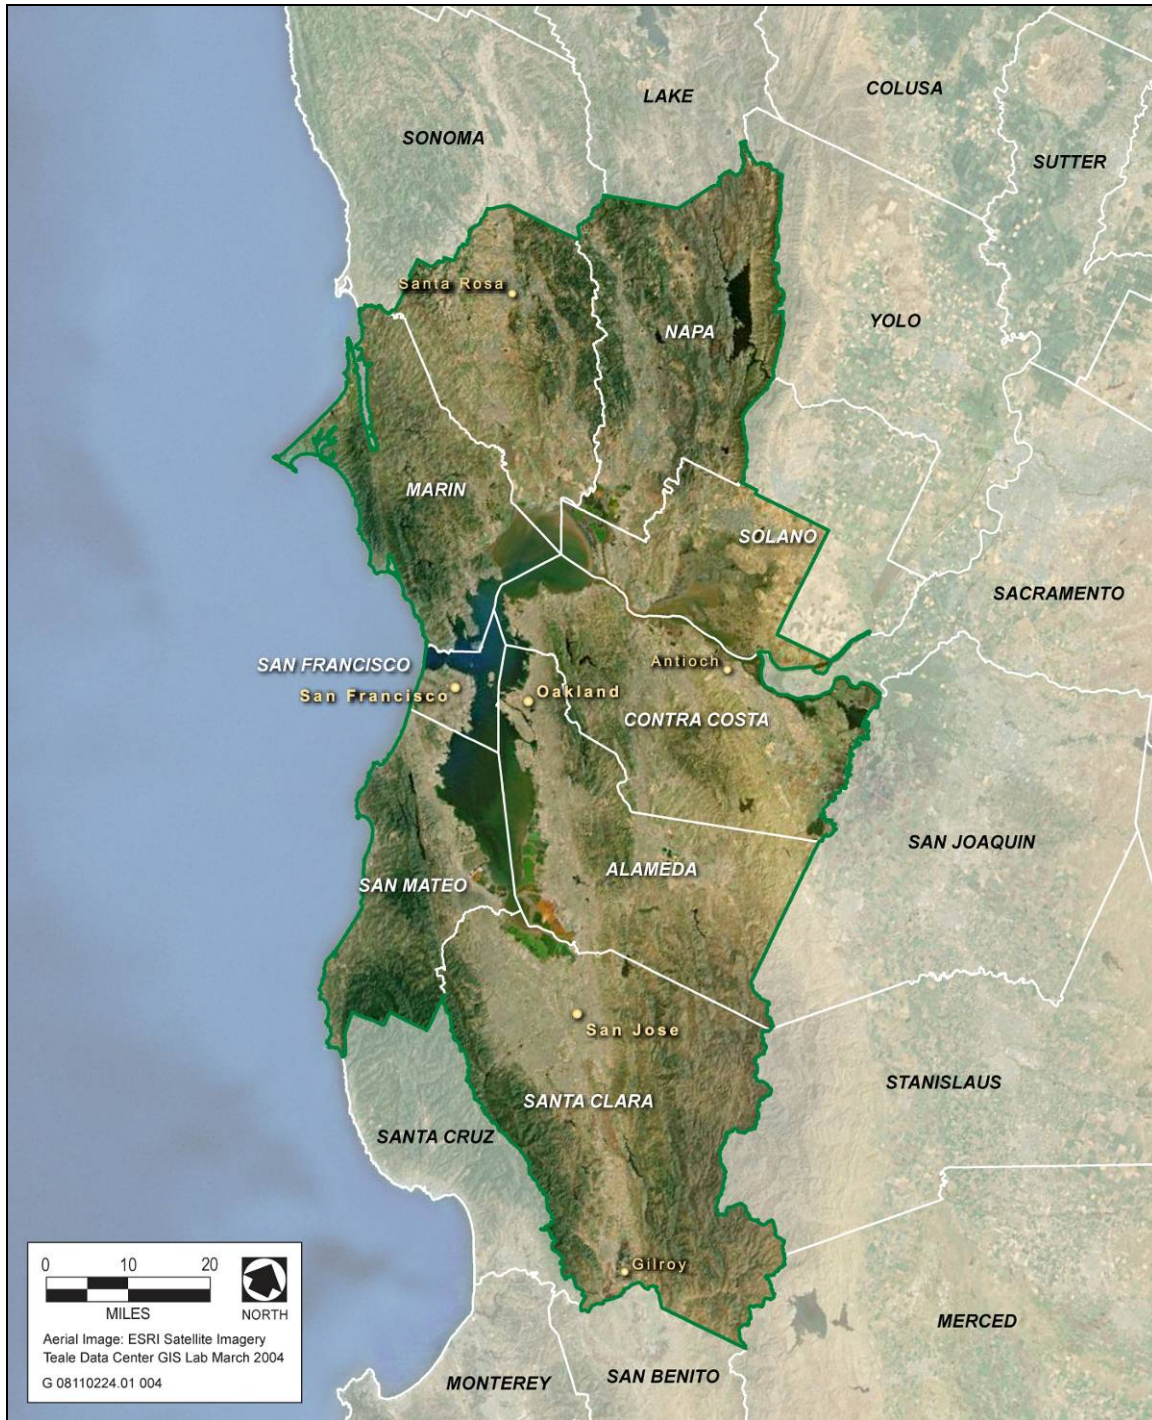 LAKE
COLUSA
SONOMA
SUTTER
Santa Rosa
NAPA
YOLO
MARIN
SOLANO
SACRAMENTO
SAN FRANCISCO
Antioch
San Francisco
Oakland
CONTRA COSTA
SAN JOAQUIN
ALAMEDA
SAN MATEO
San Jose
STANISLAUS
SANTA CLARA
SANTA CRUZ
Gilroy
0 10 20
MILES
NORTH
Aerial Image: ESRI Satellite Imagery
Teale Data Center GIS Lab March 2004
G 08110224.01 004
MERCED
SAN BENITO
MONTEREY